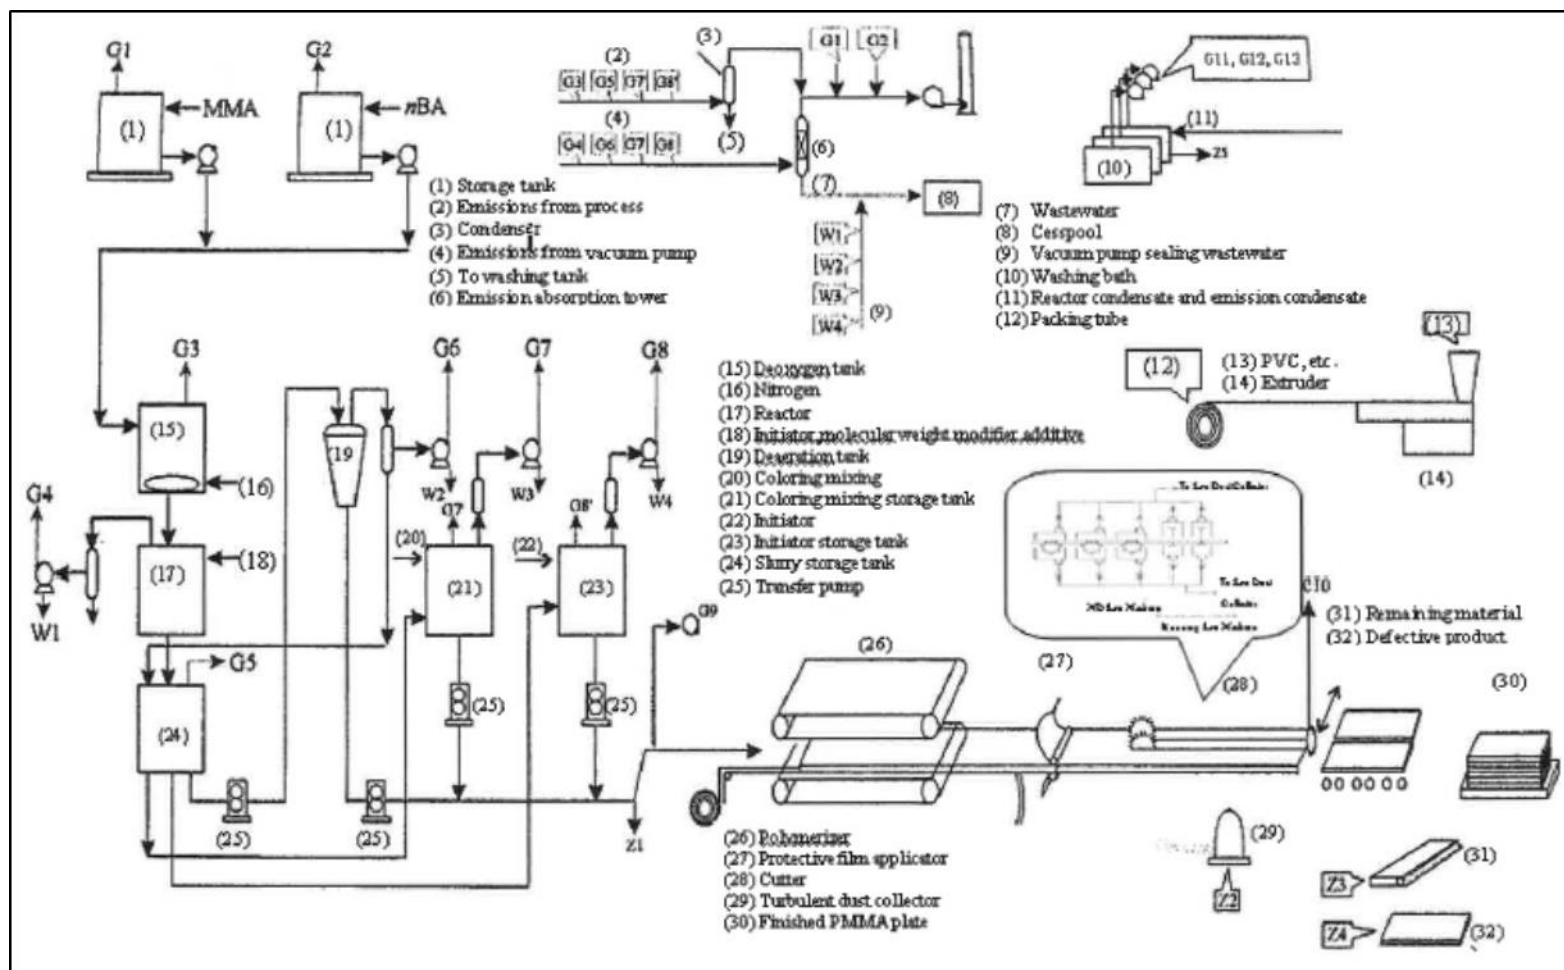 G1
G2
MMA
nBA
(1)
(1)
(2)
G3 G5 G7' G8'
(3)
(4)
G4 G6 G7 G8
(5)
G1 G2
(6)
(7)
(8)
W1
W2
W3
W4
(9)
G11, G12, G13
(11)
Z5
(10)
(1) Storage tank
(2) Emissions from process
(3) Condenser
(4) Emissions from vacuum pump
(5) To washing tank
(6) Emission absorption tower
(7) Wastewater
(8) Cesspool
(9) Vacuum pump sealing wastewater
(10) Washing bath
(11) Reactor condensate and emission condensate
(12) Packing tube
G3
(15)
(16)
G4
(17)
(18)
W1
G5
(24)
(25)
(25)
(19
G6
W2
G7
W3
G8
W4
G7'
(20)
(21)
(25)
G8'
(22)
(23)
(25)
Z1
G9
(15) Deoxygen tank
(16) Nitrogen
(17) Reactor
(18) Initiator, molecular weight modifier, additive
(19) Deaeration tank
(20) Coloring mixing
(21) Coloring mixing storage tank
(22) Initiator
(23) Initiator storage tank
(24) Slurry storage tank
(25) Transfer pump
(12)
(13) PVC, etc.
(14) Extruder
(13)
(14)
To Saw Dust
Collector
(31) Remaining material
(32) Defective product
(26)
(27)
(28)
(30)
(29)
Z2
Z3
(31)
Z4
(32)
(26) Polymerizer
(27) Protective film applicator
(28) Cutter
(29) Turbulent dust collector
(30) Finished PMMA plate